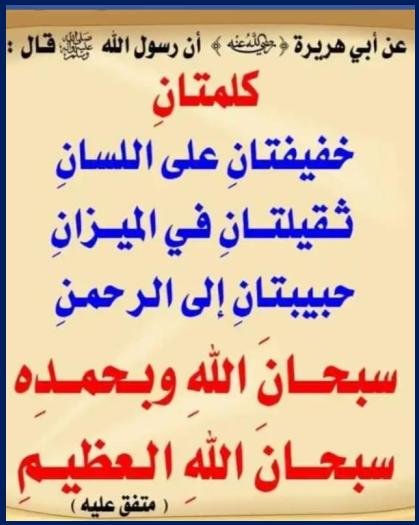 عن أبي هريرة ﴿ رضي الله عنه ﴾ أن رسول الله ﷺ قال :
كلمتانِ
خفيفتانِ على اللسانِ
ثقيلتانِ في الميزانِ
حبيبتانِ إلى الرحمنِ
سبحانَ اللهِ وبحمدِه
سبحانَ اللهِ العظيمِ
( متفق عليه )